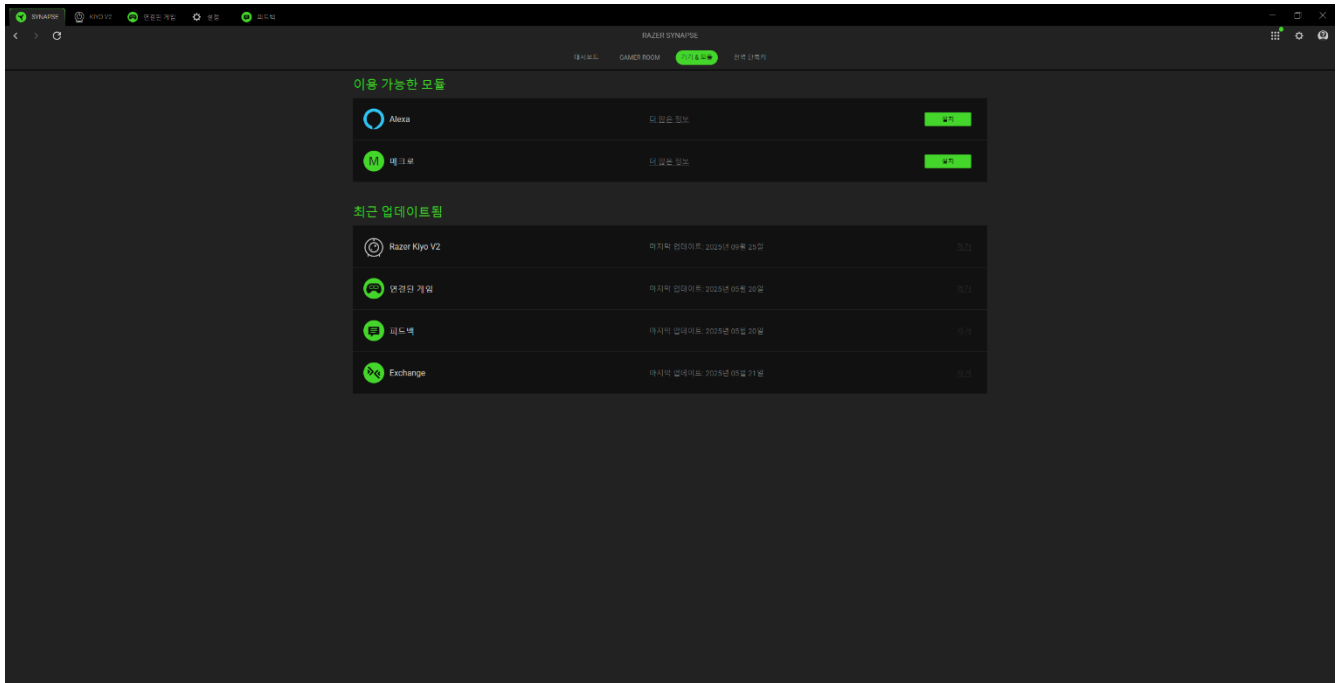 SYNAPSE KIYO V2 연결된 게임 설정 피드백
RAZER SYNAPSE
대시보드 GAMER ROOM 기기 & 모듈 전역 단축키
이용 가능한 모듈
Alexa 더 많은 정보 설치
M 매크로 더 많은 정보 설치
최근 업데이트됨
Razer Kiyo V2 마지막 업데이트: 2025년 09월 25일
연결된 게임 마지막 업데이트: 2025년 05월 20일
피드백 마지막 업데이트: 2025년 05월 20일
Exchange 마지막 업데이트: 2025년 05월 21일